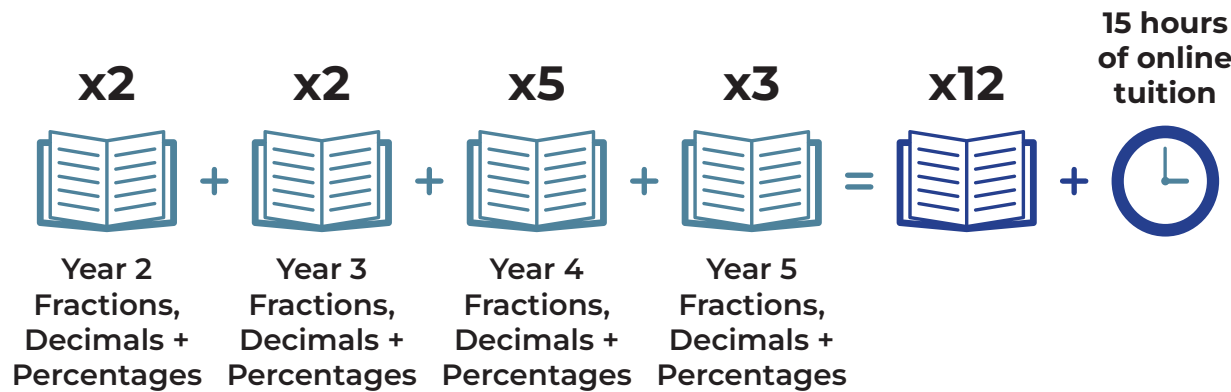 15 hours
of online
tuition
x2 x2 x5 x3 x12
+ + + = +
Year 2
Fractions,
Decimals +
Percentages
Year 3
Fractions,
Decimals +
Percentages
Year 4
Fractions,
Decimals +
Percentages
Year 5
Fractions,
Decimals +
Percentages